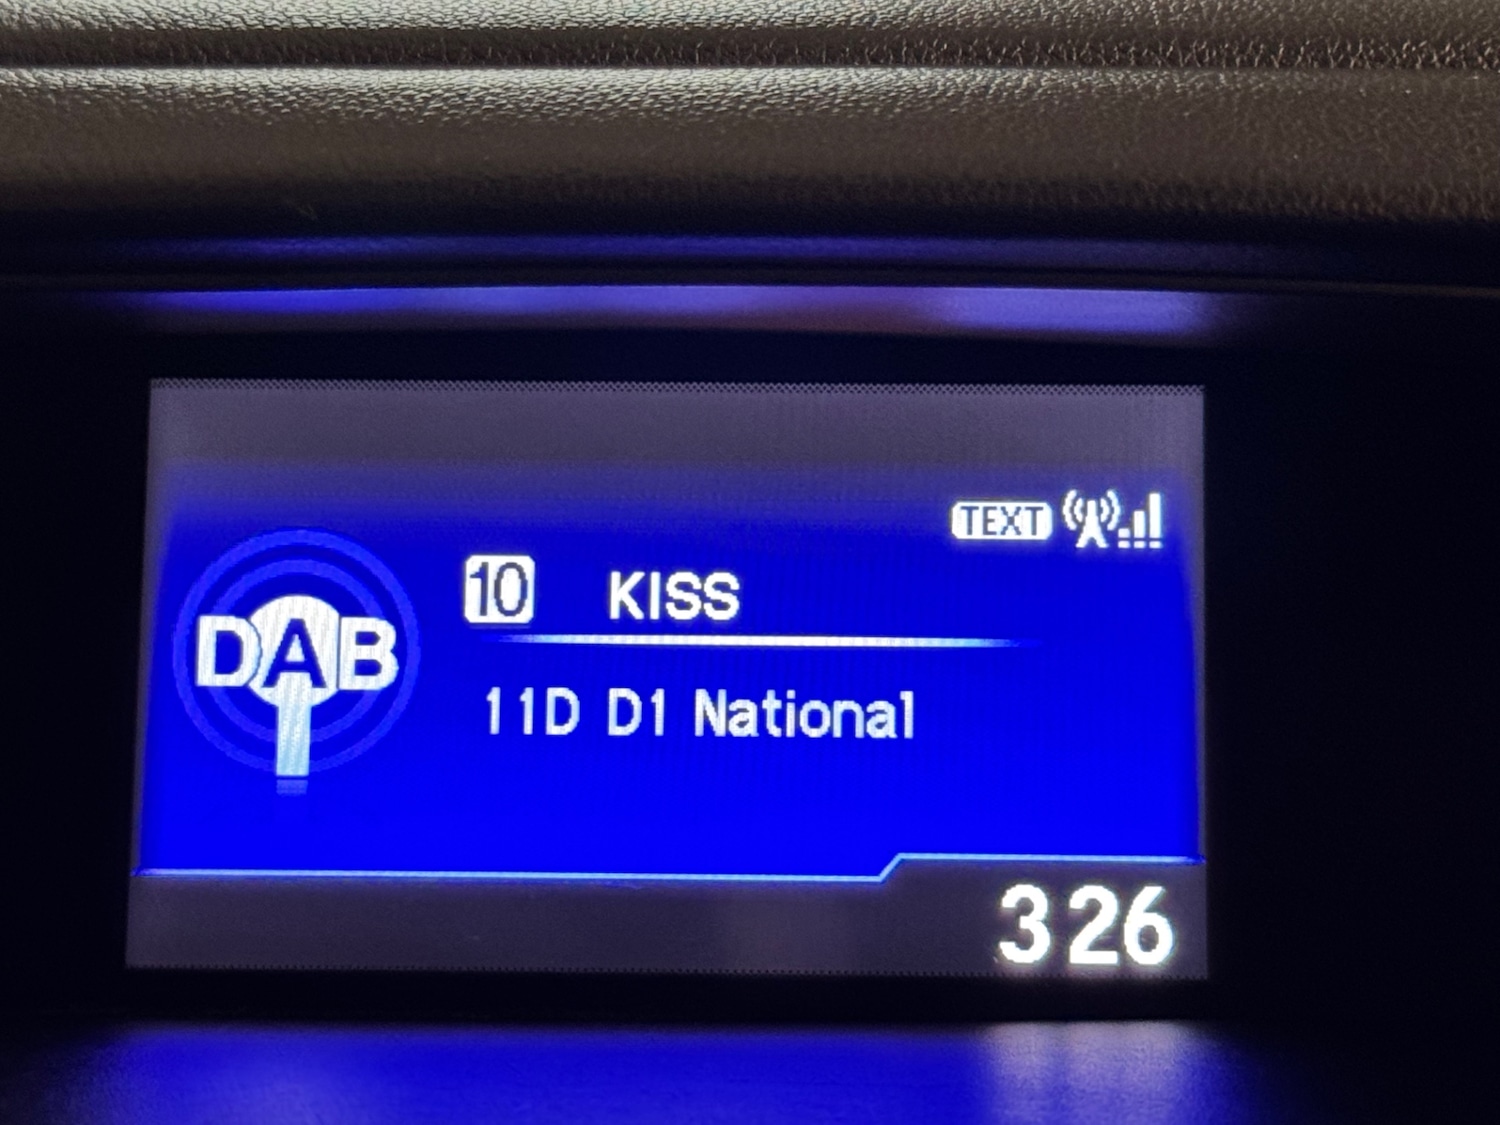 TEXT
10 KISS
DAB
11D D1 National
326